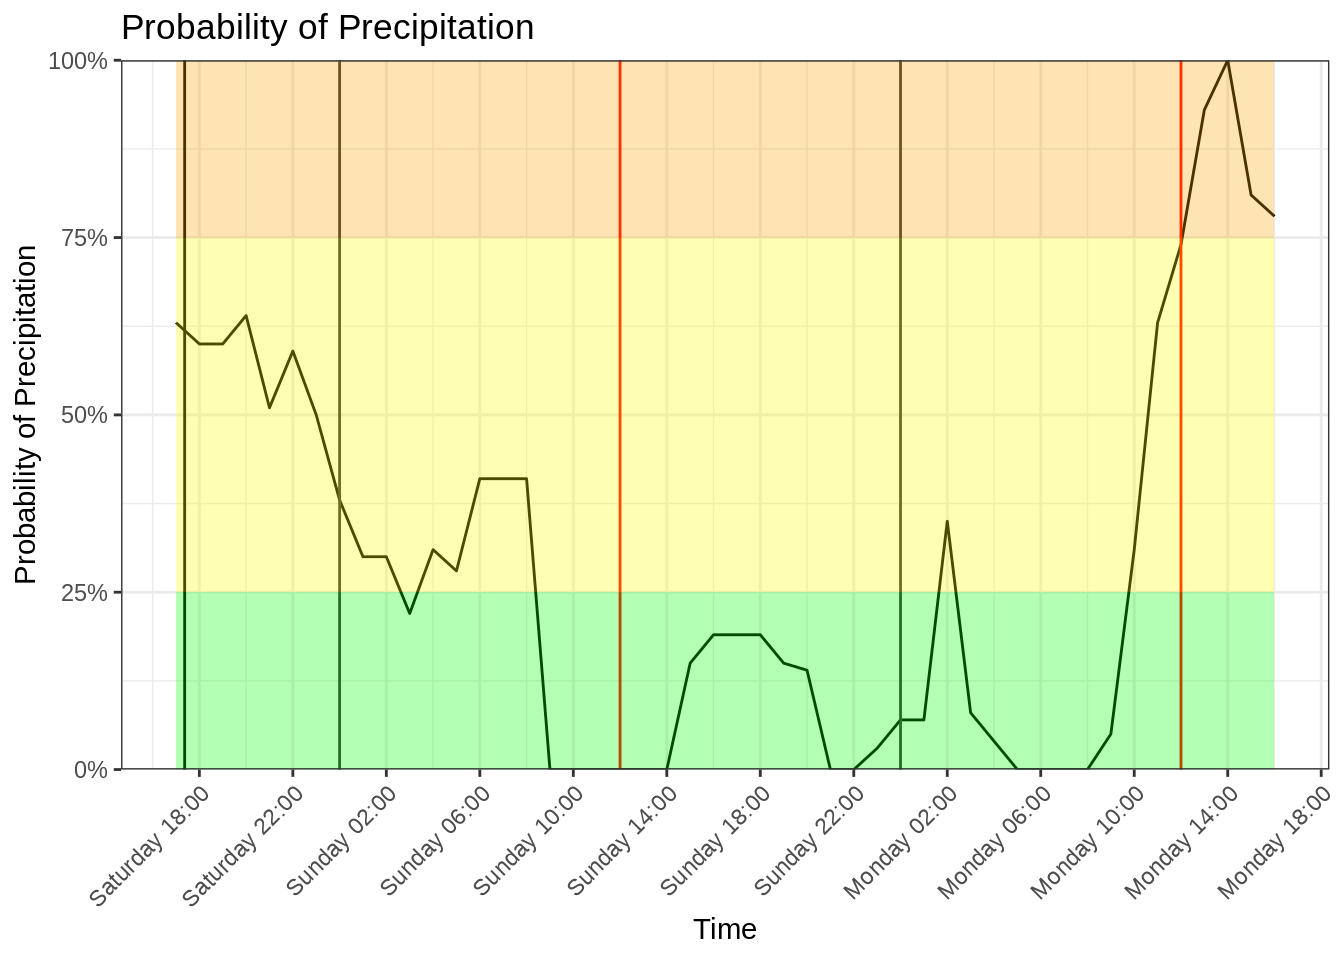 Probability of Precipitation
Probability of Precipitation
100%
75%
50%
25%
0%
Saturday 18:00
Saturday 22:00
Sunday 02:00
Sunday 06:00
Sunday 10:00
Sunday 14:00
Sunday 18:00
Sunday 22:00
Monday 02:00
Monday 06:00
Monday 10:00
Monday 14:00
Monday 18:00
Time